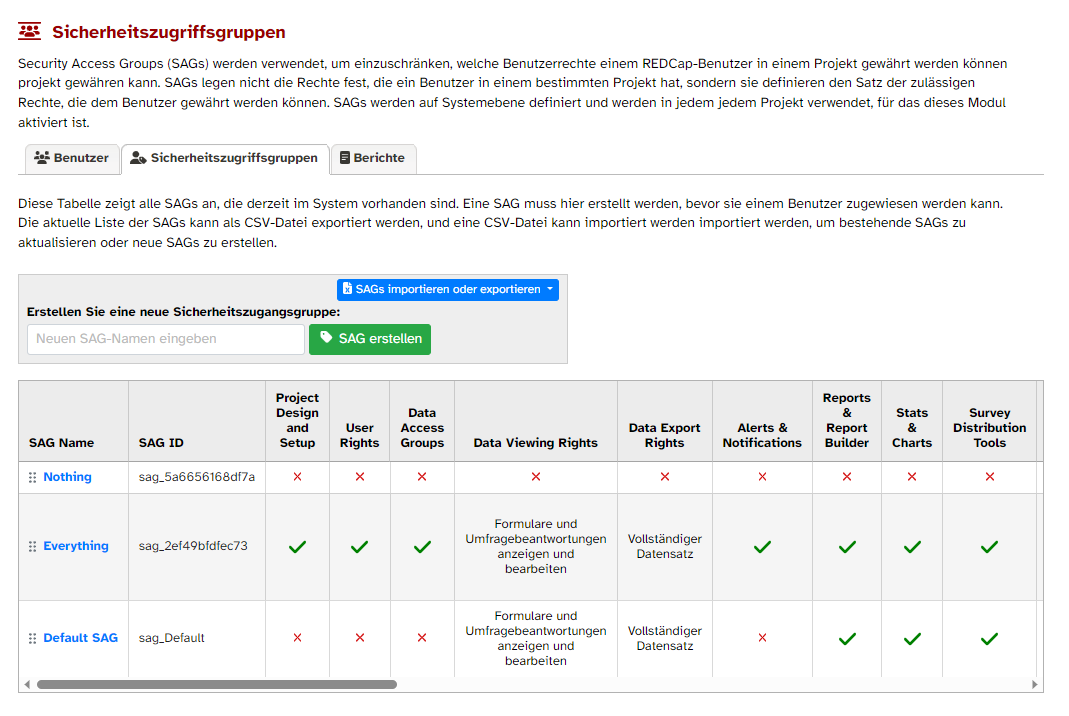 Sicherheitszugriffsgruppen
Security Access Groups (SAGs) werden verwendet, um einzuschränken, welche Benutzerrechte einem REDCap-Benutzer in einem Projekt gewährt werden können
projekt gewähren kann. SAGs legen nicht die Rechte fest, die ein Benutzer in einem bestimmten Projekt hat, sondern sie definieren den Satz der zulässigen
Rechte, die dem Benutzer gewährt werden können. SAGs werden auf Systemebene definiert und werden in jedem jedem Projekt verwendet, für das dieses Modul
aktiviert ist.
Benutzer Sicherheitszugriffsgruppen Berichte
Diese Tabelle zeigt alle SAGs an, die derzeit im System vorhanden sind. Eine SAG muss hier erstellt werden, bevor sie einem Benutzer zugewiesen werden kann.
Die aktuelle Liste der SAGs kann als CSV-Datei exportiert werden, und eine CSV-Datei kann importiert werden importiert werden, um bestehende SAGs zu
aktualisieren oder neue SAGs zu erstellen.
SAGs importieren oder exportieren
Erstellen Sie eine neue Sicherheitszugangsgruppe:
Neuen SAG-Namen eingeben SAG erstellen
SAG Name
SAG ID
Project
Design
and
Setup
User
Rights
Data
Access
Groups
Data Viewing Rights
Data Export
Rights
Alerts &
Notifications
Reports
&
Report
Builder
Stats
&
Charts
Survey
Distribution
Tools
Nothing
sag_5a6656168df7a
Everything
sag_2ef49bfdfec73
Formulare und
Umfragebeantwortungen
anzeigen und
bearbeiten
Vollständiger
Datensatz
Default SAG
sag_Default
Formulare und
Umfragebeantwortungen
anzeigen und
bearbeiten
Vollständiger
Datensatz